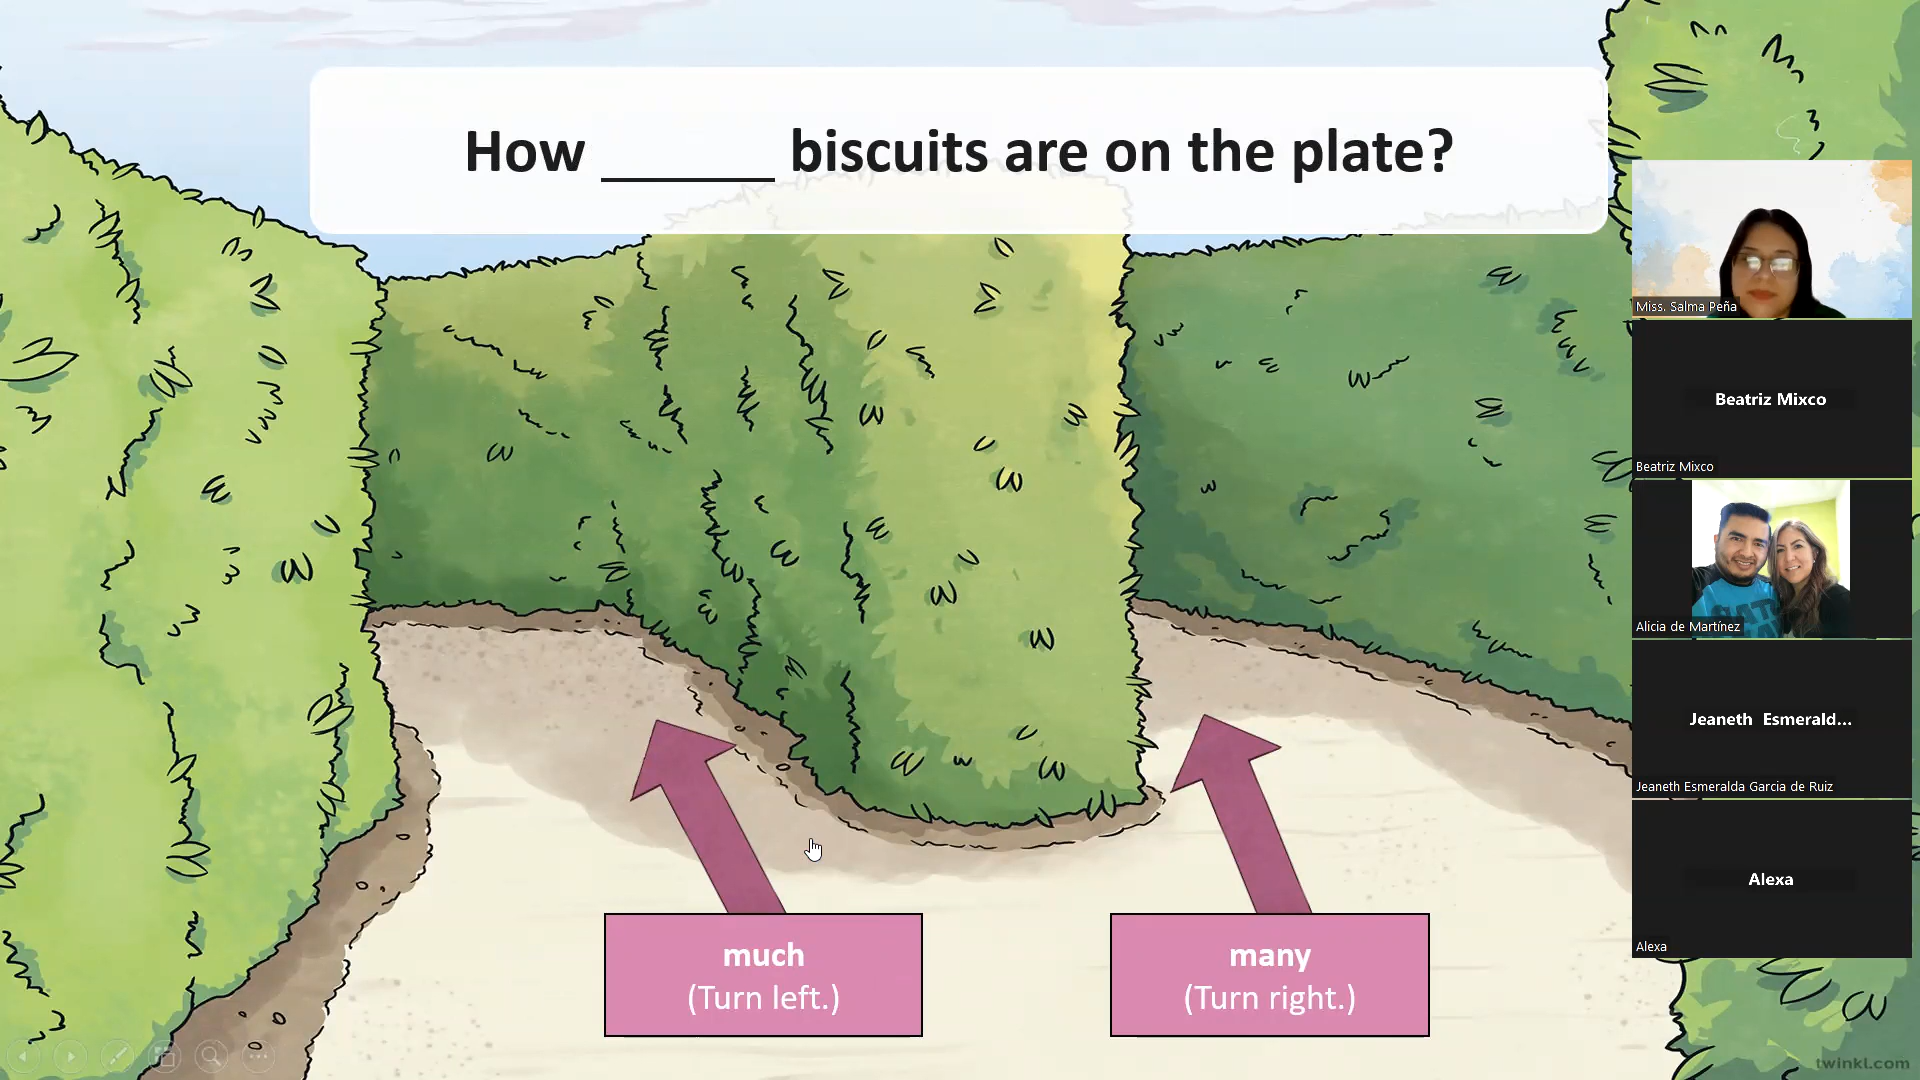 How ______ biscuits are on the plate?
much
(Turn left.)
many
(Turn right.)
Miss. Salma Peña
Beatriz Mixco
Beatriz Mixco
Alicia de Martínez
Jeaneth Esmerald...
Jeaneth Esmeralda Garcia de Ruiz
Alexa
Alexa
twinkl.com